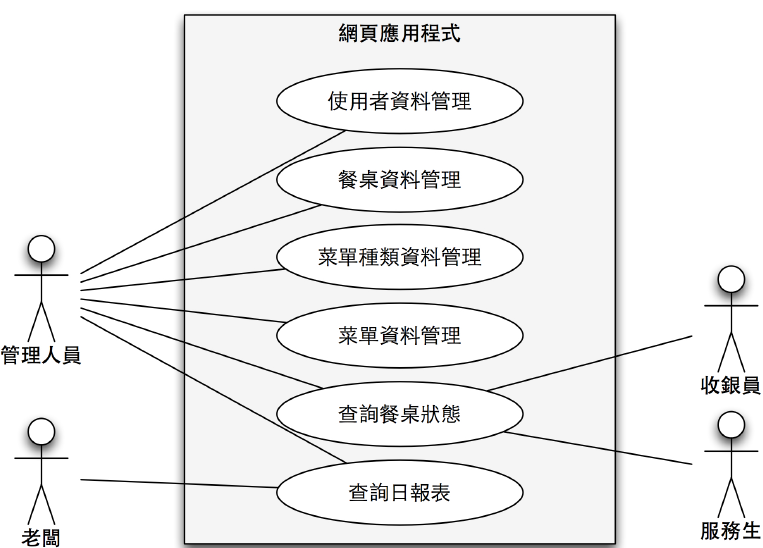 網頁應用程式
使用者資料管理
餐桌資料管理
菜單種類資料管理
菜單資料管理
查詢餐桌狀態
查詢日報表
管理人員
老闆
收銀員
服務生